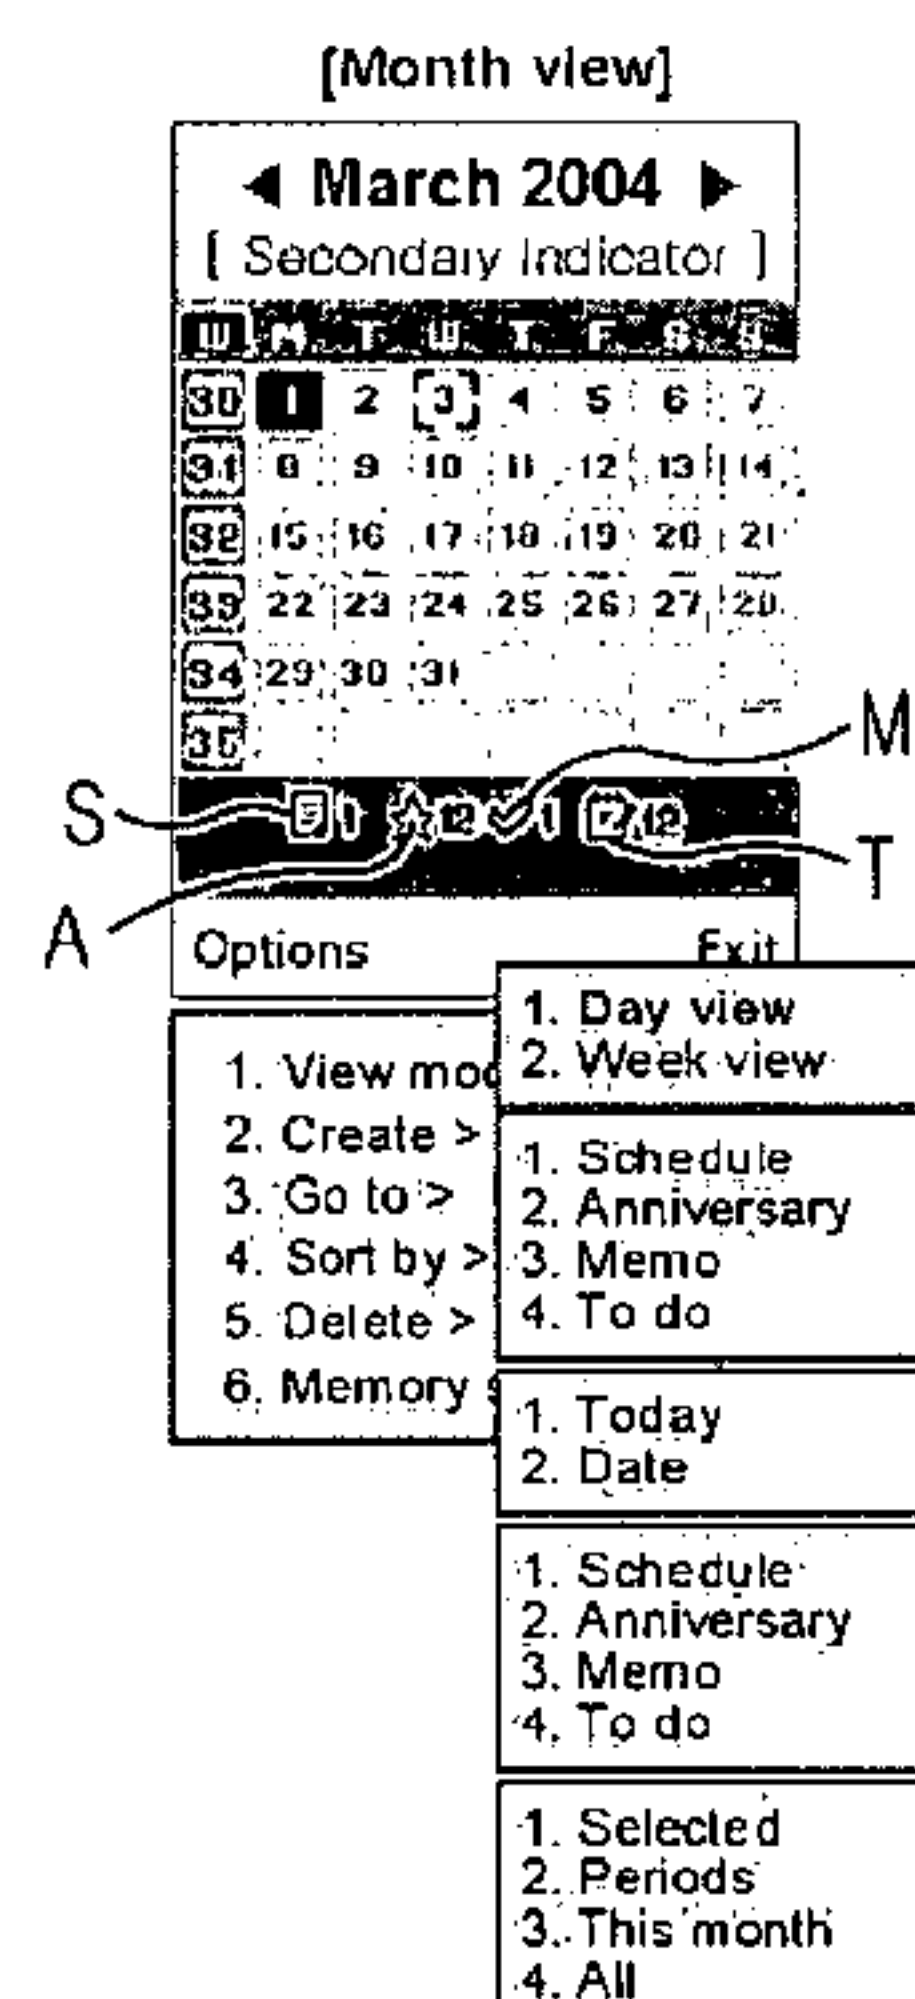 [Month view]
◀ March 2004 ▶
[ Secondary Indicator ]
W M T W T F S S
30 1 2 3 4 5 6 7
31 8 9 10 11 12 13 14
32 15 16 17 18 19 20 21
33 22 23 24 25 26 27 28
34 29 30 31
35
M
S 1 12 1 12
T
A
Options Exit
1. View mod
2. Create >
3. Go to >
4. Sort by >
5. Delete >
6. Memory s
1. Day view
2. Week view
1. Schedule
2. Anniversary
3. Memo
4. To do
1. Today
2. Date
1. Schedule
2. Anniversary
3. Memo
4. To do
1. Selected
2. Periods
3. This month
4. All